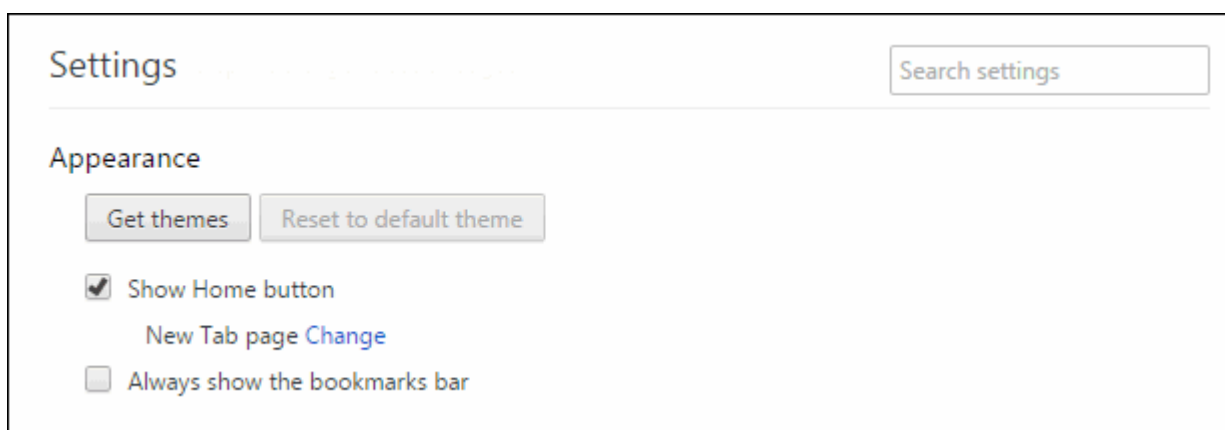 Settings
Search settings
Appearance
Get themes
Reset to default theme
Show Home button
New Tab page Change
Always show the bookmarks bar